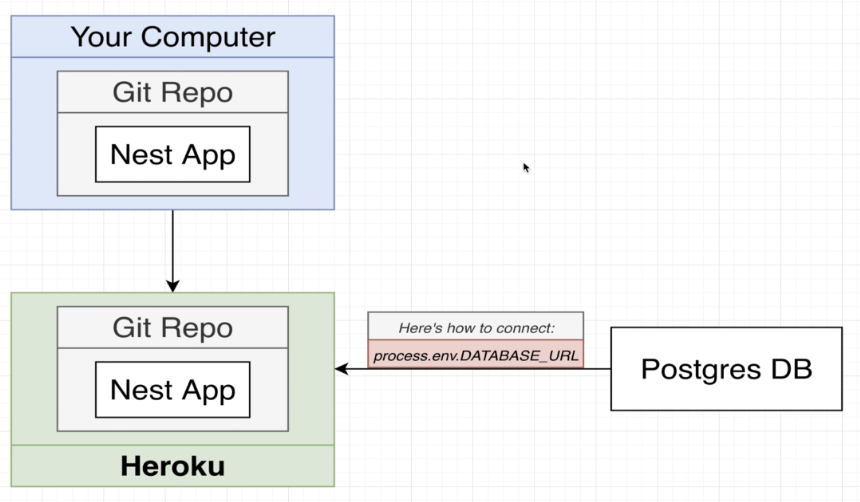 Your Computer
Git Repo
Nest App
Git Repo
Nest App
Heroku
Here's how to connect:
process.env.DATABASE_URL
Postgres DB